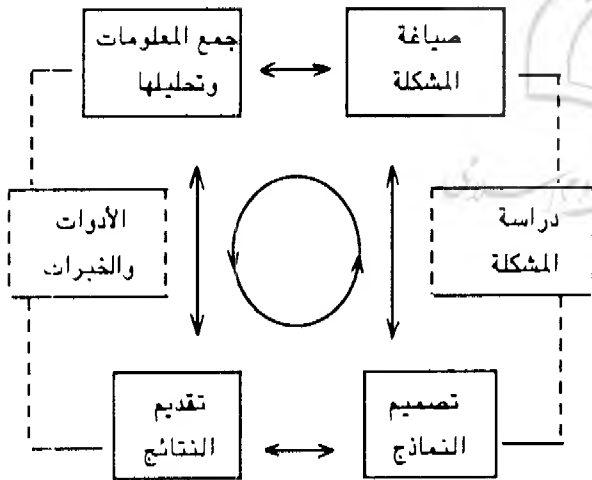 صياغة
المشكلة
جمع المعلومات
وتحليلها
دراسة
المشكلة
الأدوات
والخبرات
تصميم
النماذج
تقديم
النتائج